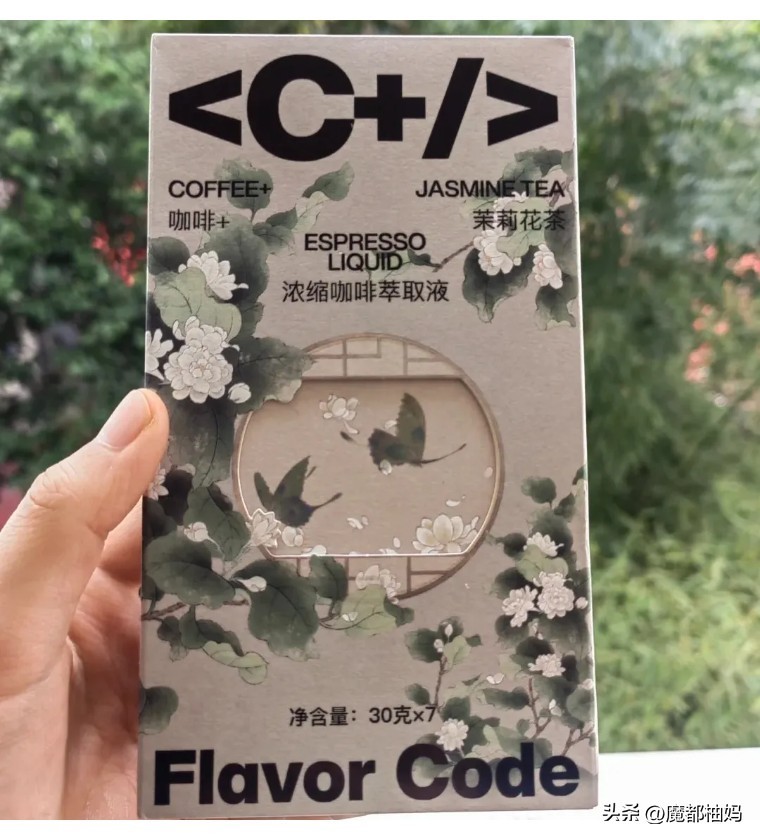 <C+/>
COFFEE+
JASMINE TEA
咖啡+
茉莉花茶
ESPRESSO
LIQUID
浓缩咖啡萃取液
净含量：30克×7
Flavor Code
头条 @魔都柚妈